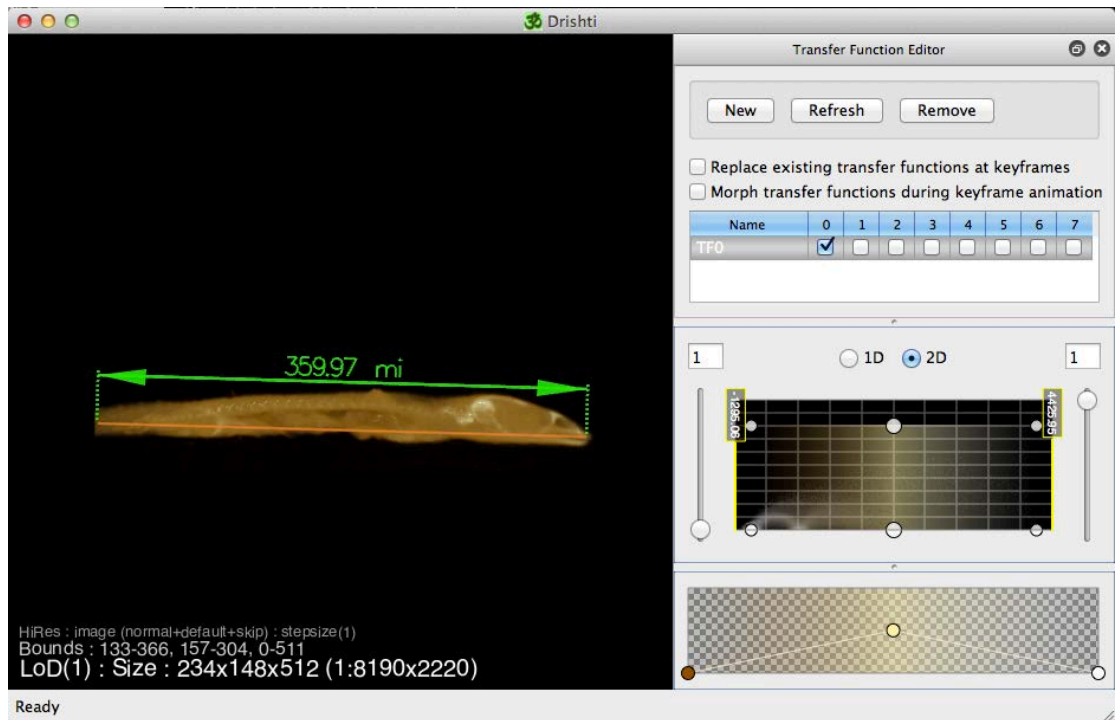 Drishti
Transfer Function Editor
New Refresh Remove
Replace existing transfer functions at keyframes
Morph transfer functions during keyframe animation
Name 0 1 2 3 4 5 6 7
TF0
1 1D 2D 1
-1295.06 4425.95
359.97 mi
HiRes : image (normal+default+skip) : stepsize(1)
Bounds : 133-366, 157-304, 0-511
LoD(1) : Size : 234x148x512 (1:8190x2220)
Ready